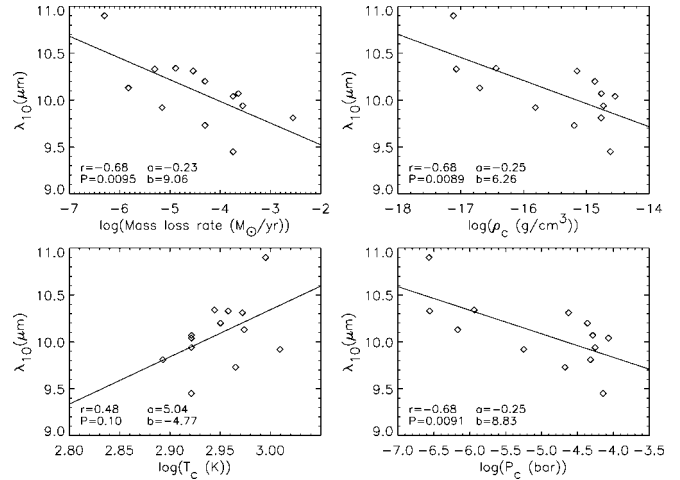 11.0
10.5
10.0
9.5
9.0
λ10(μm)
r=−0.68 a=−0.23
P=0.0095 b=9.06
−7 −6 −5 −4 −3 −2
log(Mass loss rate (M⊙/yr))
11.0
10.5
10.0
9.5
9.0
λ10(μm)
r=−0.68 a=−0.25
P=0.0089 b=6.26
−18 −17 −16 −15 −14
log(ρc (g/cm³))
11.0
10.5
10.0
9.5
9.0
λ10(μm)
r=0.48 a=5.04
P=0.10 b=−4.77
2.80 2.85 2.90 2.95 3.00
log(Tc (K))
11.0
10.5
10.0
9.5
9.0
λ10(μm)
r=−0.68 a=−0.25
P=0.0091 b=8.83
−7.0 −6.5 −6.0 −5.5 −5.0 −4.5 −4.0 −3.5
log(Pc (bar))